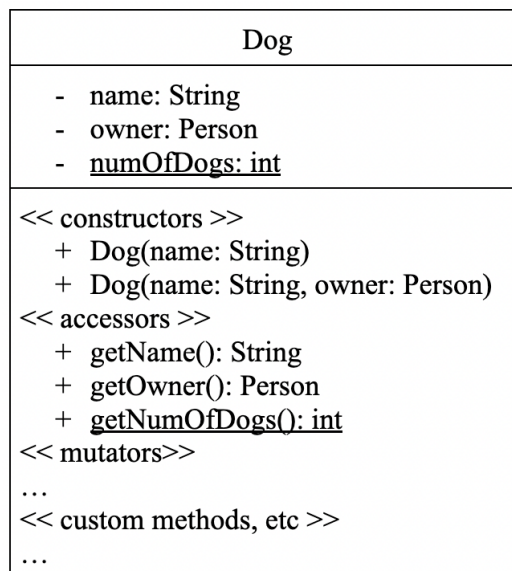 Dog
- name: String
- owner: Person
- numOfDogs: int
<< constructors >>
+ Dog(name: String)
+ Dog(name: String, owner: Person)
<< accessors >>
+ getName(): String
+ getOwner(): Person
+ getNumOfDogs(): int
<< mutators>>
…
<< custom methods, etc >>
…